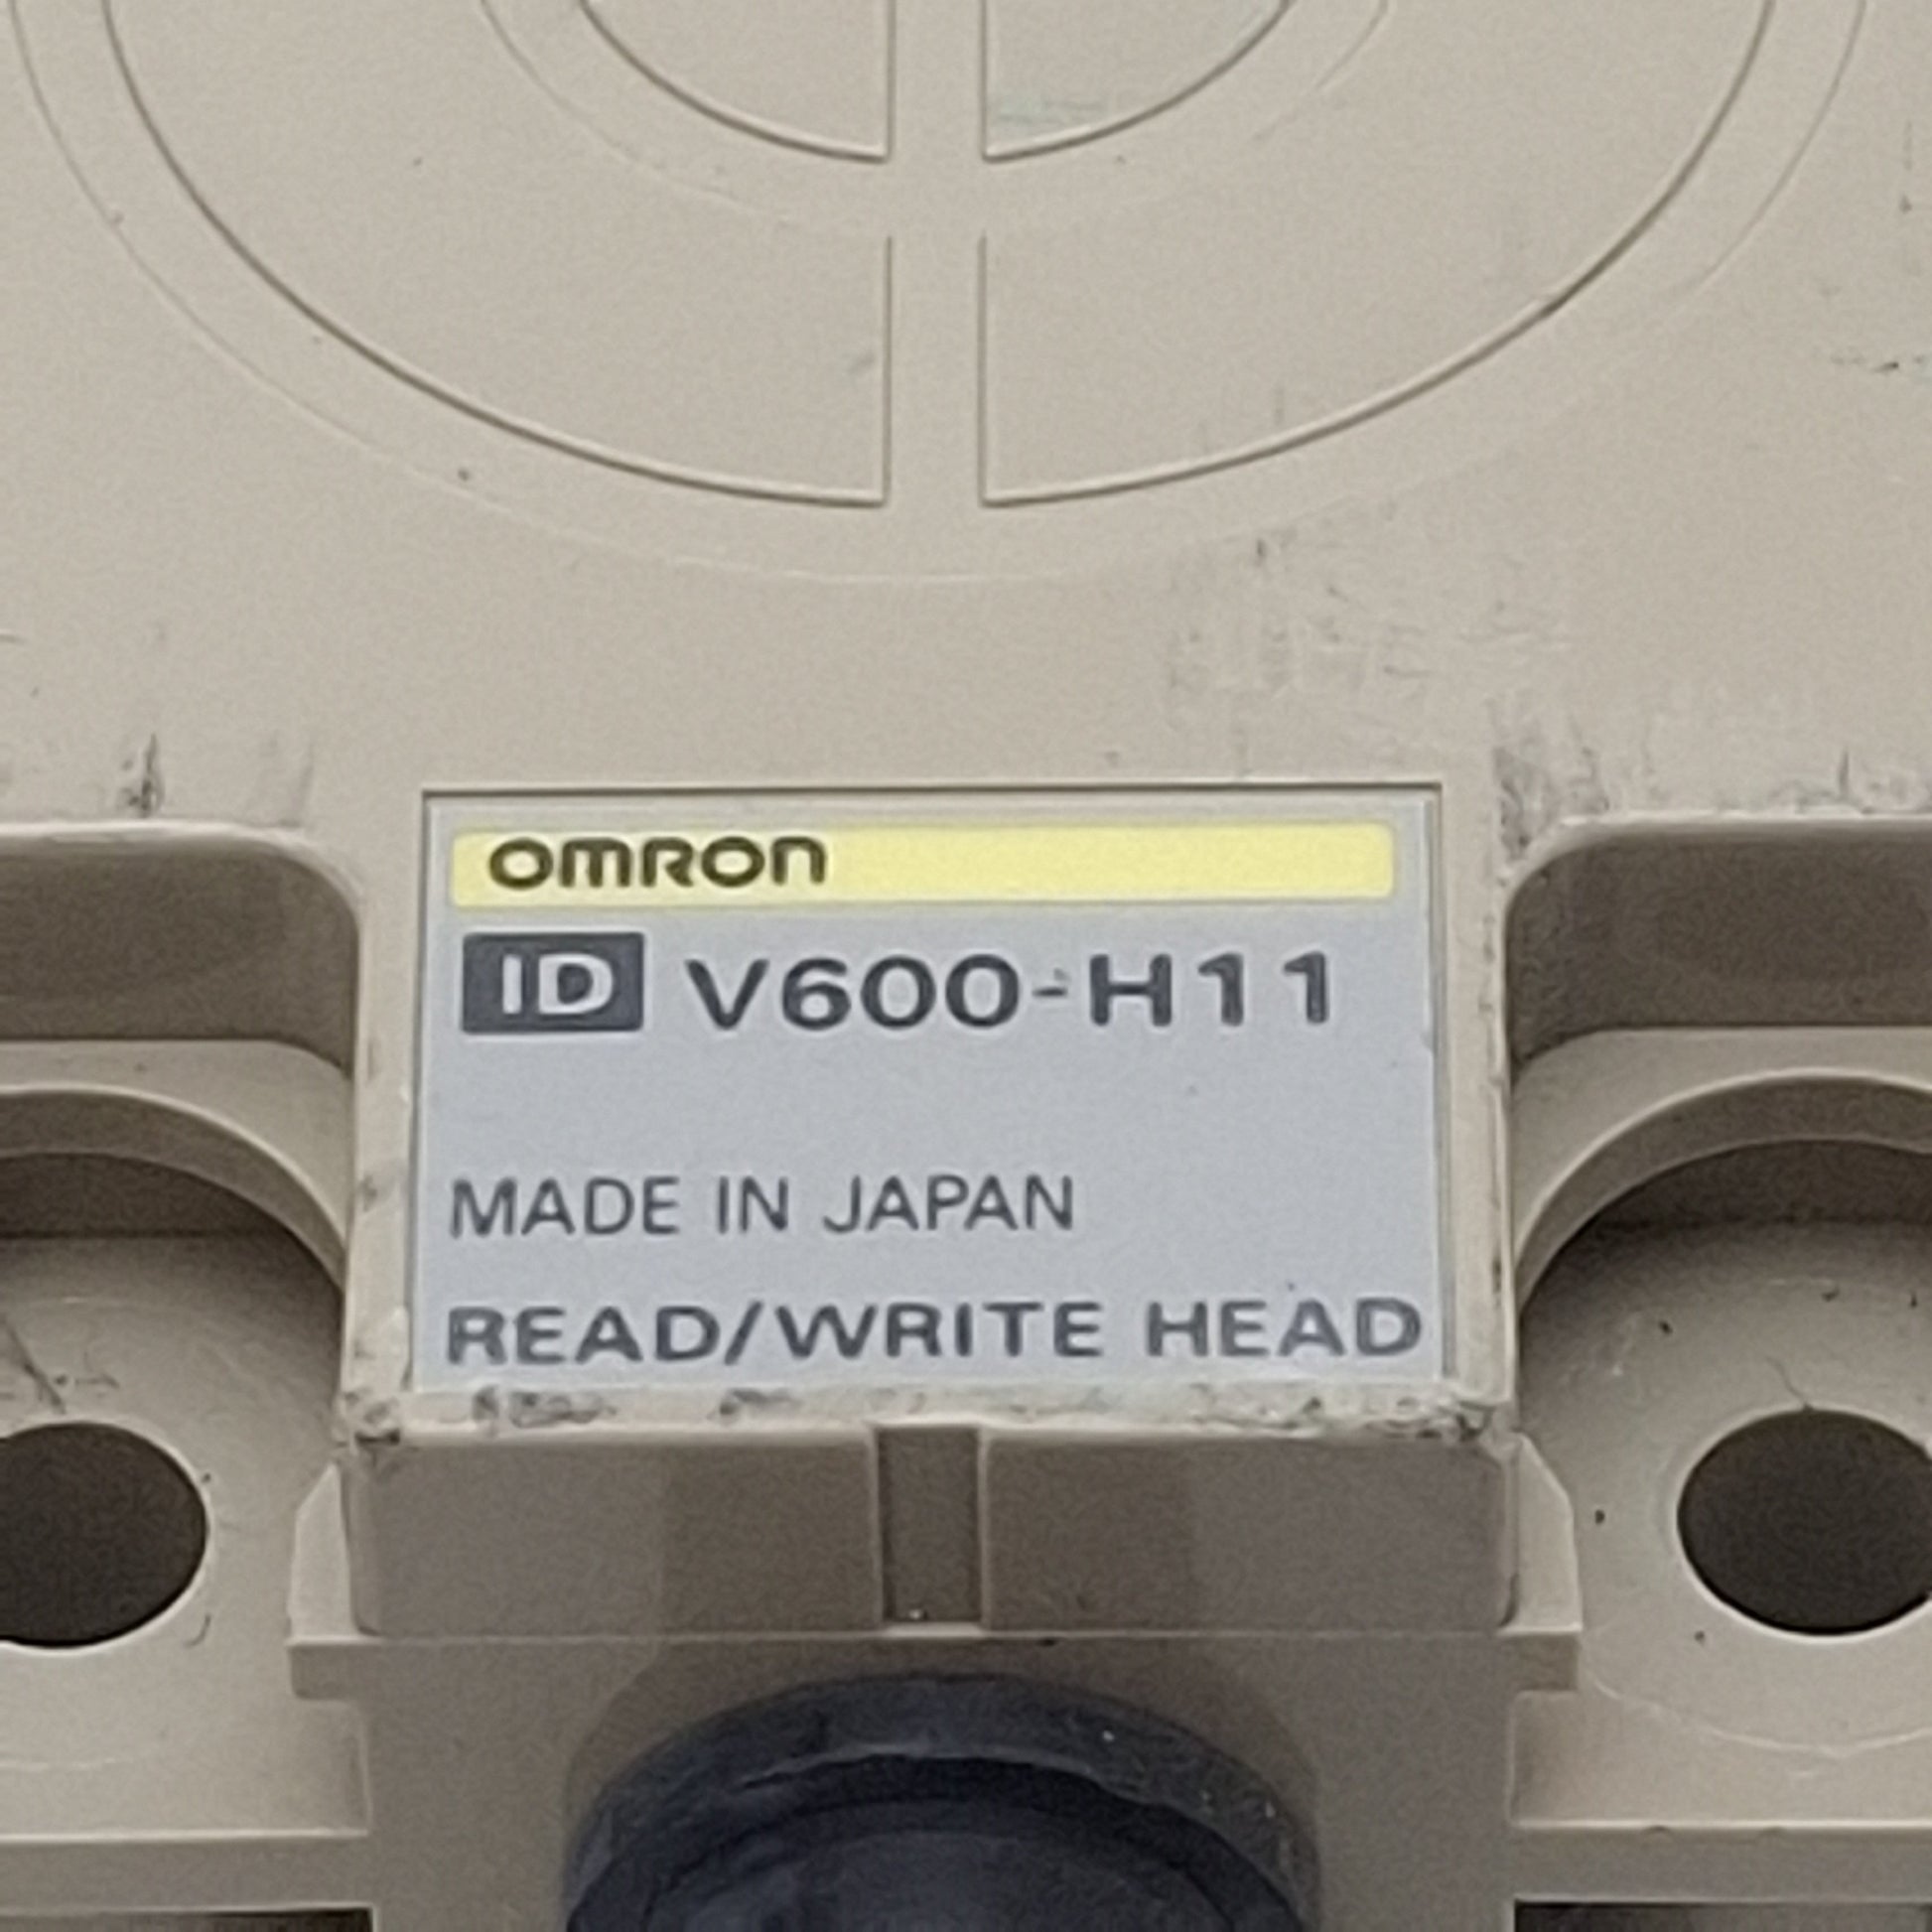 OMRON
ID V600-H11
MADE IN JAPAN
READ/WRITE HEAD